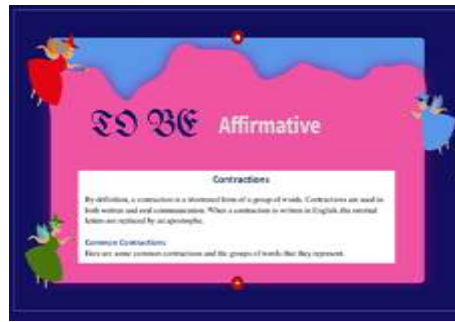 TO BE Affirmative
Contractions
By definition, a contraction is a shortened form of a group of words. Contractions are used in
both written and oral communication. When a contraction is written in English, the omitted
letters are replaced by an apostrophe.
Common Contractions
Here are some common contractions and the groups of words that they represent.